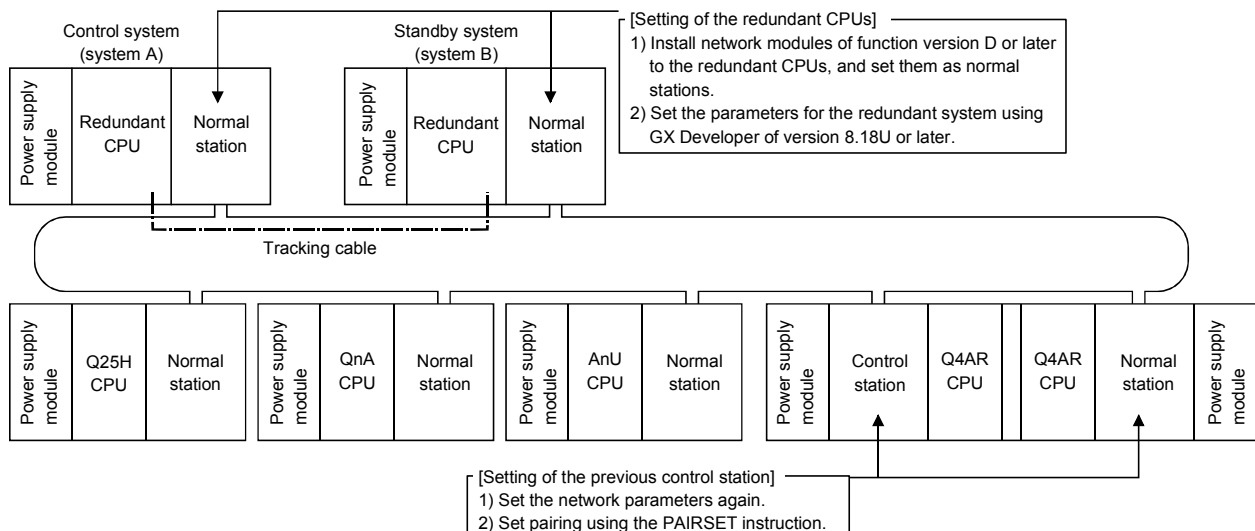 Control system
(system A)
Standby system
(system B)
[Setting of the redundant CPUs]
1) Install network modules of function version D or later
to the redundant CPUs, and set them as normal
stations.
2) Set the parameters for the redundant system using
GX Developer of version 8.18U or later.
Power supply
module
Redundant
CPU
Normal
station
Power supply
module
Redundant
CPU
Normal
station
Tracking cable
Power supply
module
Q25H
CPU
Normal
station
Power supply
module
QnA
CPU
Normal
station
Power supply
module
AnU
CPU
Normal
station
Power supply
module
Control
station
Q4AR
CPU
Q4AR
CPU
Normal
station
Power supply
module
[Setting of the previous control station]
1) Set the network parameters again.
2) Set pairing using the PAIRSET instruction.